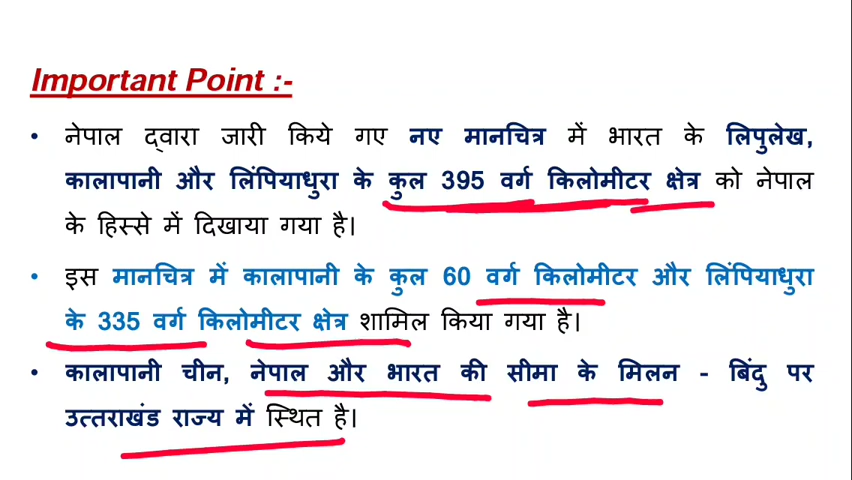 Important Point :-
• नेपाल द्वारा जारी किये गए नए मानचित्र में भारत के लिपुलेख,
कालापानी और लिंपियाधुरा के कुल 395 वर्ग किलोमीटर क्षेत्र को नेपाल
के हिस्से में दिखाया गया है।
• इस मानचित्र में कालापानी के कुल 60 वर्ग किलोमीटर और लिंपियाधुरा
के 335 वर्ग किलोमीटर क्षेत्र शामिल किया गया है।
• कालापानी चीन, नेपाल और भारत की सीमा के मिलन - बिंदु पर
उत्तराखंड राज्य में स्थित है।